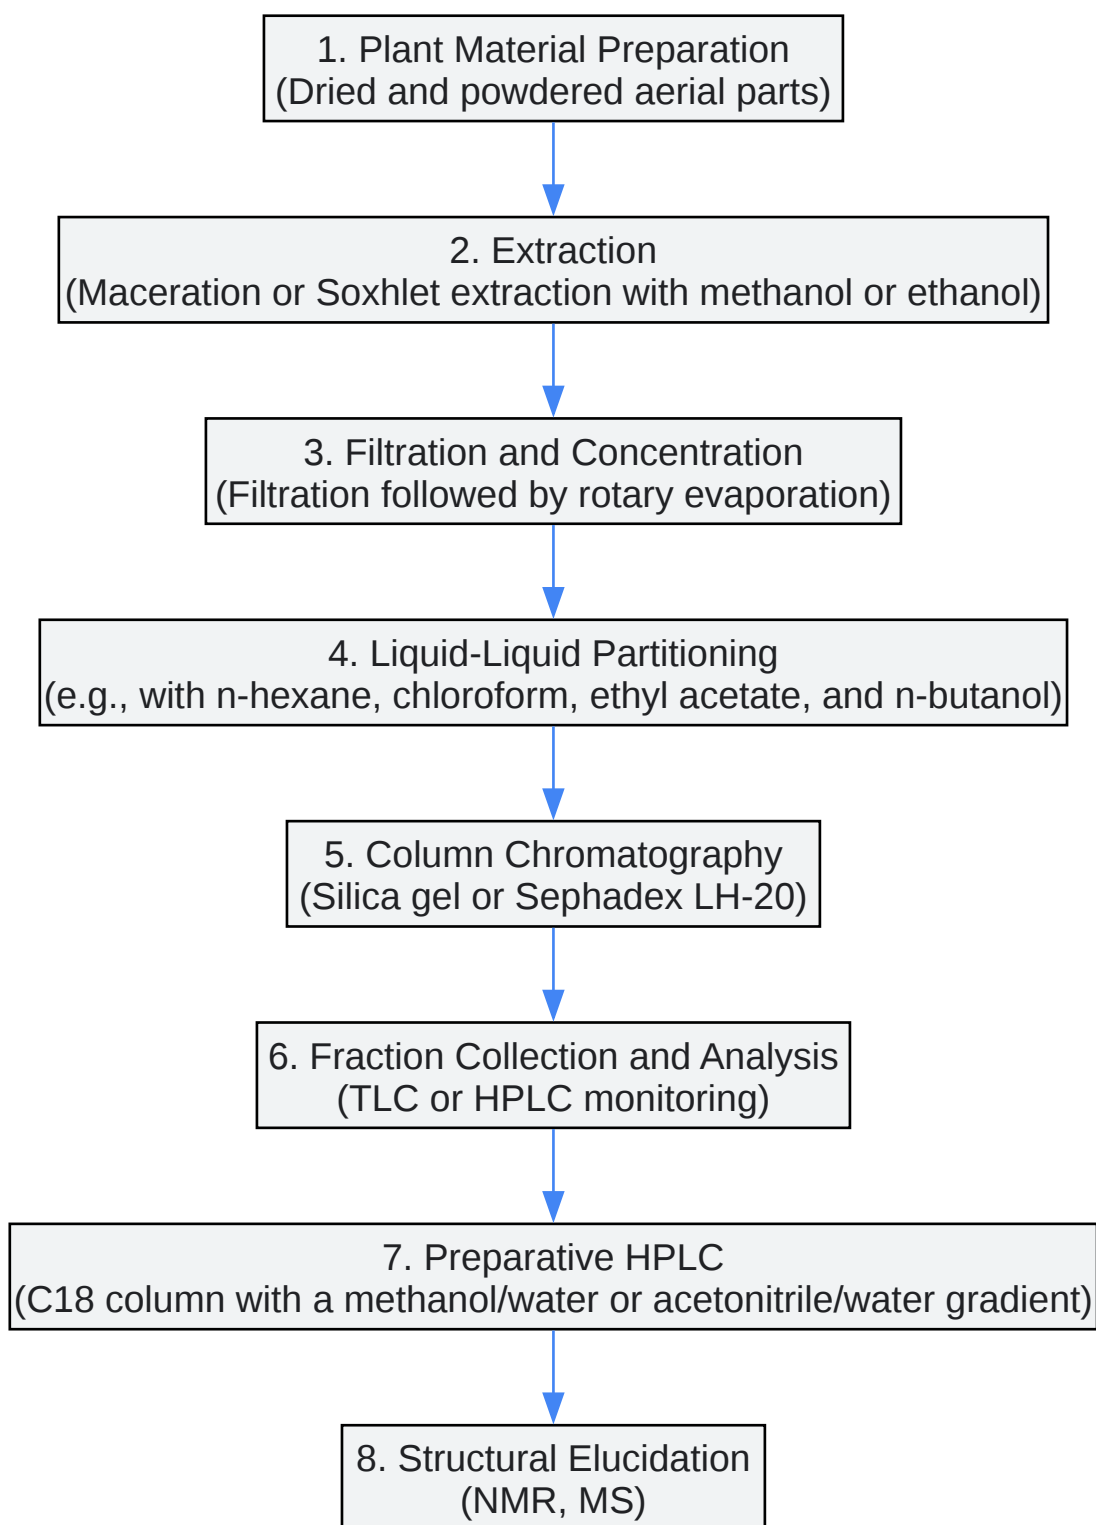 1. Plant Material Preparation
(Dried and powdered aerial parts)
2. Extraction
(Maceration or Soxhlet extraction with methanol or ethanol)
3. Filtration and Concentration
(Filtration followed by rotary evaporation)
4. Liquid-Liquid Partitioning
(e.g., with n-hexane, chloroform, ethyl acetate, and n-butanol)
5. Column Chromatography
(Silica gel or Sephadex LH-20)
6. Fraction Collection and Analysis
(TLC or HPLC monitoring)
7. Preparative HPLC
(C18 column with a methanol/water or acetonitrile/water gradient)
8. Structural Elucidation
(NMR, MS)